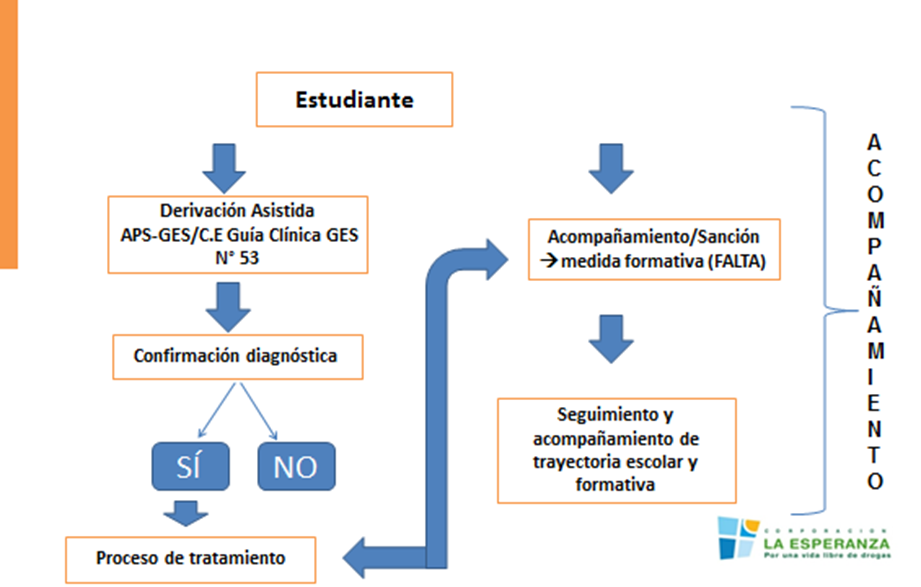 Estudiante
Derivación Asistida
APS-GES/C.E Guía Clínica GES
N° 53
Confirmación diagnóstica
SÍ
NO
Proceso de tratamiento
Acompañamiento/Sanción
→ medida formativa (FALTA)
Seguimiento y
acompañamiento de
trayectoria escolar y
formativa
A
C
O
M
P
A
Ñ
A
M
I
E
N
T
O
CORPORACION
LA ESPERANZA
Por una vida libre de drogas